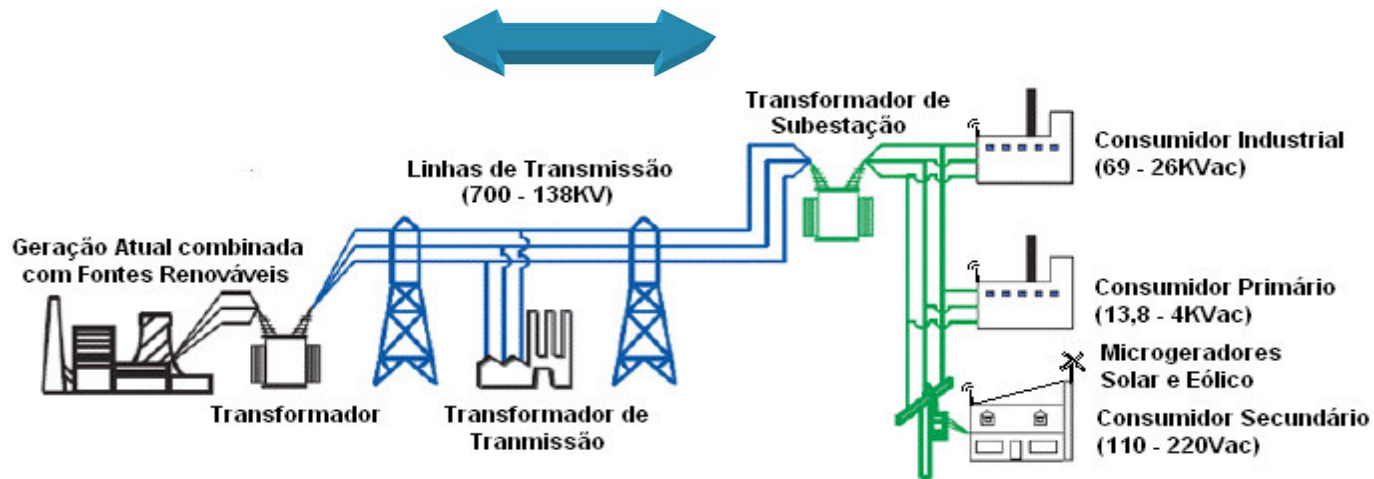 Transformador de
Subestação
Consumidor Industrial
(69 - 26KVac)
Linhas de Transmissão
(700 - 138KV)
Geração Atual combinada
com Fontes Renováveis
Consumidor Primário
(13,8 - 4KVac)
Microgeradores
Solar e Eólico
Transformador
Transformador de
Tranmissão
Consumidor Secundário
(110 - 220Vac)